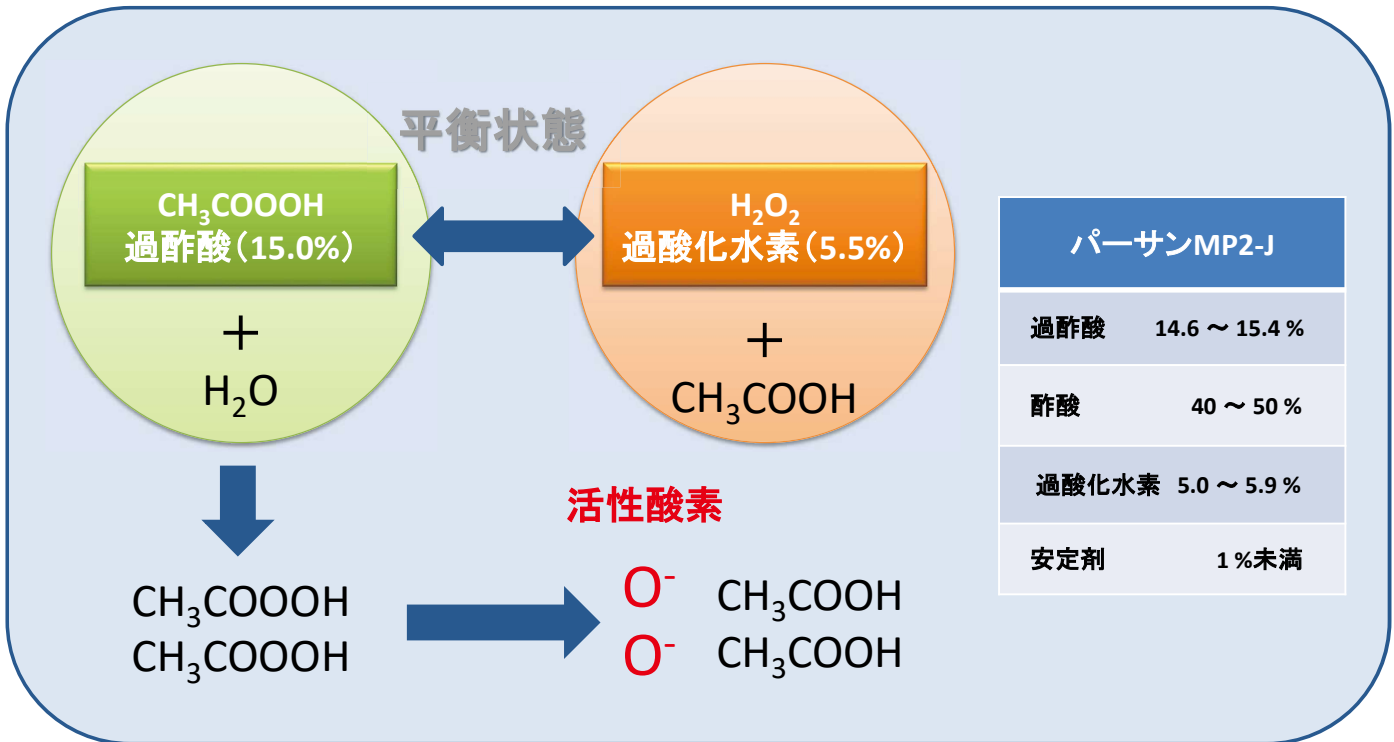 平衡状態
CH₃COOOH
過酢酸（15.0%）
+
H₂O
H₂O₂
過酸化水素（5.5%）
+
CH₃COOH
活性酸素
CH₃COOOH
CH₃COOOH
O⁻ CH₃COOH
O⁻ CH₃COOH
パーサンMP2-J
過酢酸 14.6 ～ 15.4 %
酢酸 40 ～ 50 %
過酸化水素 5.0 ～ 5.9 %
安定剤 1 %未満